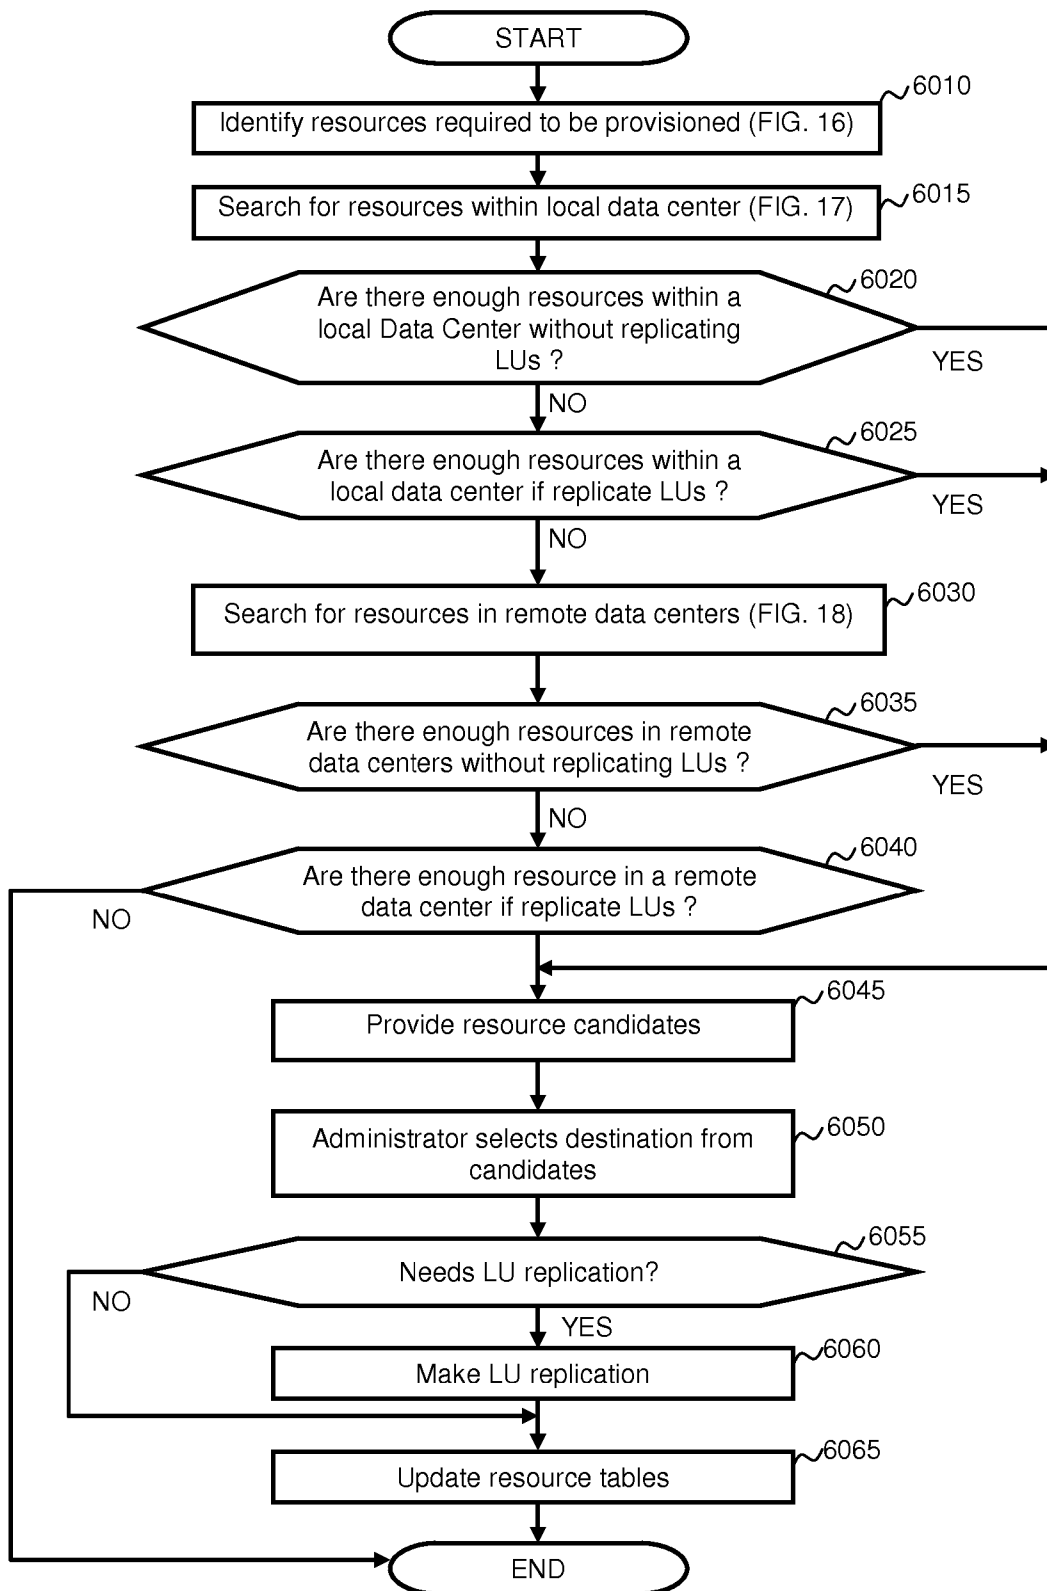 START
6010
Identify resources required to be provisioned (FIG. 16)
6015
Search for resources within local data center (FIG. 17)
6020
Are there enough resources within a
local Data Center without replicating
LUs ?
YES
NO
6025
Are there enough resources within a
local data center if replicate LUs ?
YES
NO
6030
Search for resources in remote data centers (FIG. 18)
6035
Are there enough resources in remote
data centers without replicating LUs ?
YES
NO
6040
Are there enough resource in a remote
data center if replicate LUs ?
NO
6045
Provide resource candidates
6050
Administrator selects destination from
candidates
6055
Needs LU replication?
NO
YES
6060
Make LU replication
6065
Update resource tables
END